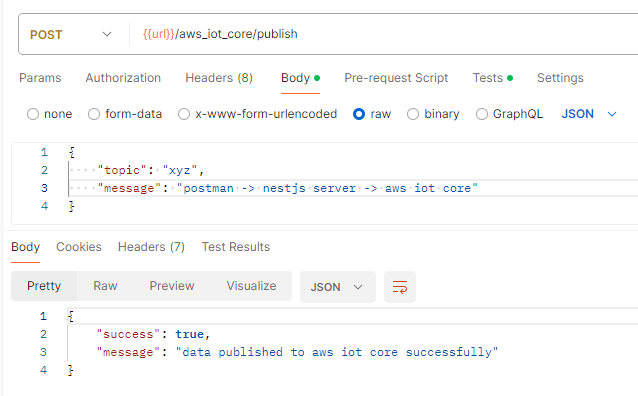 POST {{url}}/aws_iot_core/publish
Params Authorization Headers (8) Body Pre-request Script Tests Settings
none form-data x-www-form-urlencoded raw binary GraphQL JSON
1 {
2 "topic": "xyz",
3 "message": "postman -> nestjs server -> aws iot core"
4 }
Body Cookies Headers (7) Test Results
Pretty Raw Preview Visualize JSON
1 {
2 "success": true,
3 "message": "data published to aws iot core successfully"
4 }